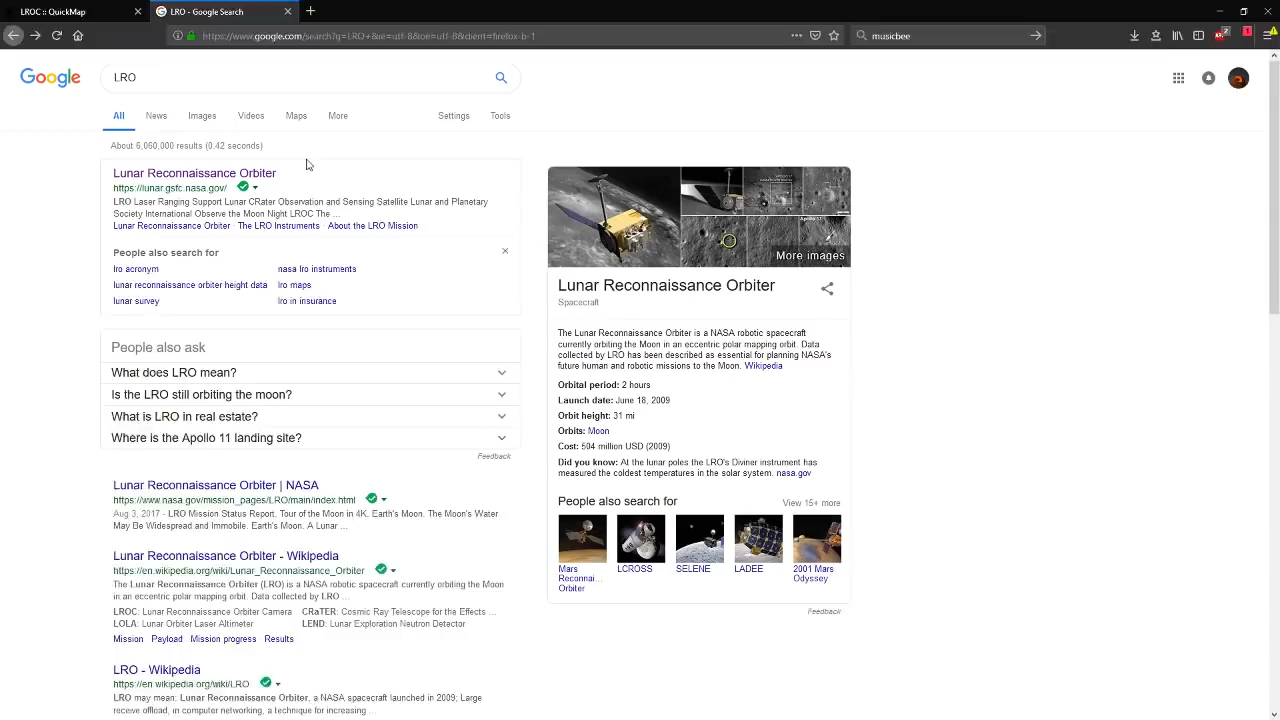 LROC :: QuickMap
LRO - Google Search
https://www.google.com/search?q=LRO+&ie=utf-8&oe=utf-8&client=firefox-b-1
musicbee
2
1
Google
LRO
All
News
Images
Videos
Maps
More
Settings
Tools
About 6,060,000 results (0.42 seconds)
Lunar Reconnaissance Orbiter
https://lunar.gsfc.nasa.gov/
LRO Laser Ranging Support Lunar CRater Observation and Sensing Satellite Lunar and Planetary
Society International Observe the Moon Night LROC The ...
Lunar Reconnaissance Orbiter · The LRO Instruments · About the LRO Mission
People also search for
lro acronym
nasa lro instruments
lunar reconnaissance orbiter height data
lro maps
lunar survey
lro in insurance
People also ask
What does LRO mean?
Is the LRO still orbiting the moon?
What is LRO in real estate?
Where is the Apollo 11 landing site?
Feedback
Lunar Reconnaissance Orbiter | NASA
https://www.nasa.gov/mission_pages/LRO/main/index.html
Aug 3, 2017 - LRO Mission Status Report. Tour of the Moon in 4K. Earth's Moon. The Moon's Water
May Be Widespread and Immobile. Earth's Moon. A Lunar ...
Lunar Reconnaissance Orbiter - Wikipedia
https://en.wikipedia.org/wiki/Lunar_Reconnaissance_Orbiter
The Lunar Reconnaissance Orbiter (LRO) is a NASA robotic spacecraft currently orbiting the Moon
in an eccentric polar mapping orbit. Data collected by LRO ...
LROC: Lunar Reconnaissance Orbiter Camera
CRaTER: Cosmic Ray Telescope for the Effects ...
LOLA: Lunar Orbiter Laser Altimeter
LEND: Lunar Exploration Neutron Detector
Mission · Payload · Mission progress · Results
LRO - Wikipedia
https://en.wikipedia.org/wiki/LRO
LRO may mean: Lunar Reconnaissance Orbiter, a NASA spacecraft launched in 2009; Large
receive offload, in computer networking, a technique for increasing ...
More images
Lunar Reconnaissance Orbiter
Spacecraft
The Lunar Reconnaissance Orbiter is a NASA robotic spacecraft
currently orbiting the Moon in an eccentric polar mapping orbit. Data
collected by LRO has been described as essential for planning NASA's
future human and robotic missions to the Moon. Wikipedia
Orbital period: 2 hours
Launch date: June 18, 2009
Orbit height: 31 mi
Orbits: Moon
Cost: 504 million USD (2009)
Did you know: At the lunar poles the LRO's Diviner instrument has
measured the coldest temperatures in the solar system. nasa.gov
People also search for
View 15+ more
Mars
Reconnai...
Orbiter
LCROSS
SELENE
LADEE
2001 Mars
Odyssey
Feedback